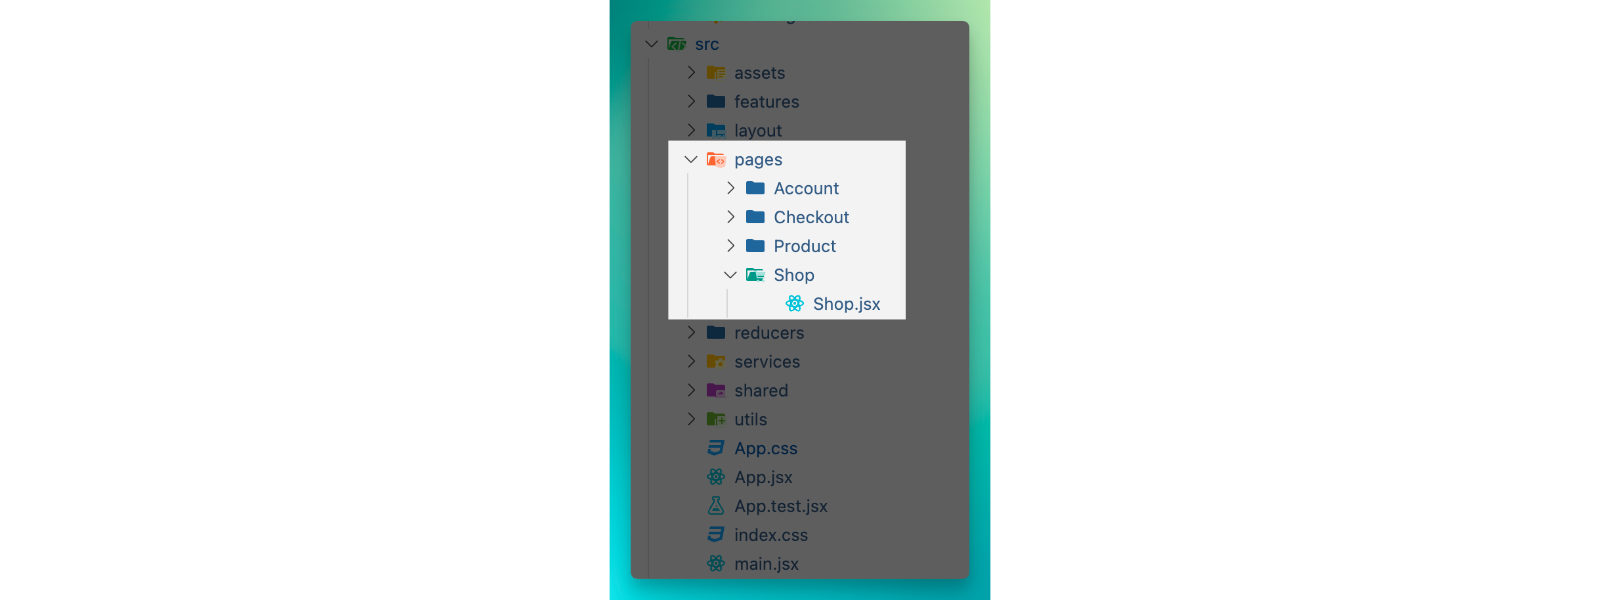 src
assets
features
layout
pages
Account
Checkout
Product
Shop
Shop.jsx
reducers
services
shared
utils
App.css
App.jsx
App.test.jsx
index.css
main.jsx